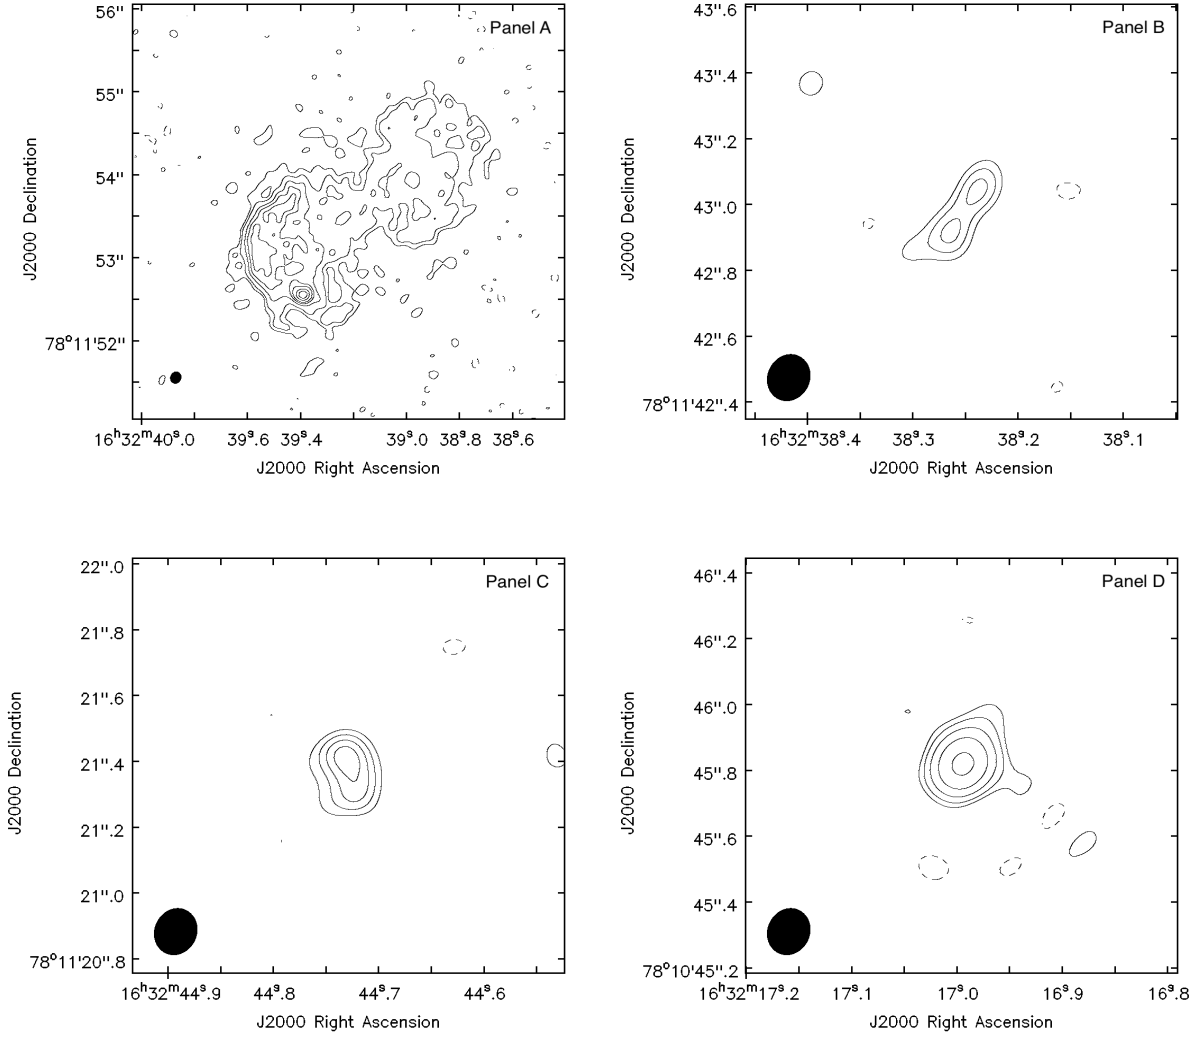 Panel A
56"
55"
54"
53"
78°11'52"
J2000 Declination
16ʰ32ᵐ40ˢ.0 39ˢ.6 39ˢ.4 39ˢ.0 38ˢ.8 38ˢ.6
J2000 Right Ascension
Panel B
43".6
43".4
43".2
43".0
42".8
42".6
78°11'42".4
J2000 Declination
16ʰ32ᵐ38ˢ.4 38ˢ.3 38ˢ.2 38ˢ.1
J2000 Right Ascension
Panel C
22".0
21".8
21".6
21".4
21".2
21".0
78°11'20".8
J2000 Declination
16ʰ32ᵐ44ˢ.9 44ˢ.8 44ˢ.7 44ˢ.6
J2000 Right Ascension
Panel D
46".4
46".2
46".0
45".8
45".6
45".4
78°10'45".2
J2000 Declination
16ʰ32ᵐ17ˢ.2 17ˢ.1 17ˢ.0 16ˢ.9 16ˢ.8
J2000 Right Ascension